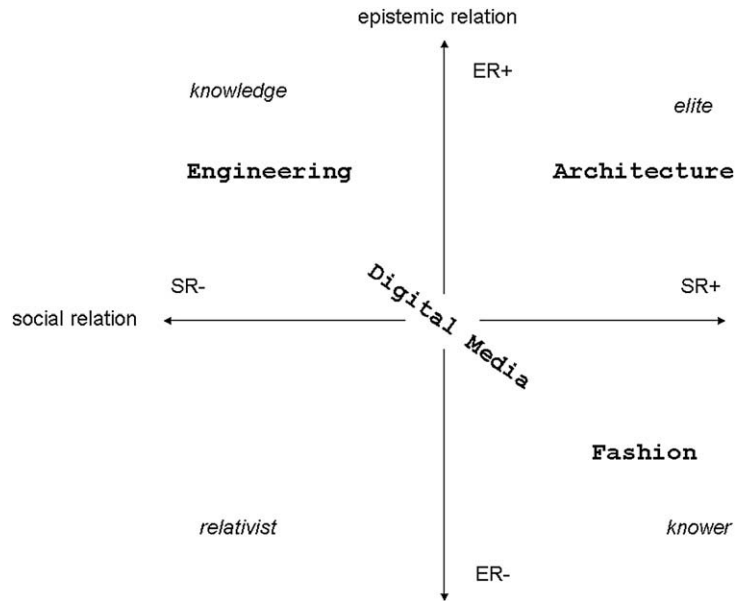 epistemic relation
ER+
knowledge
elite
Engineering
Architecture
SR-
SR+
social relation
Digital Media
Fashion
relativist
knower
ER-